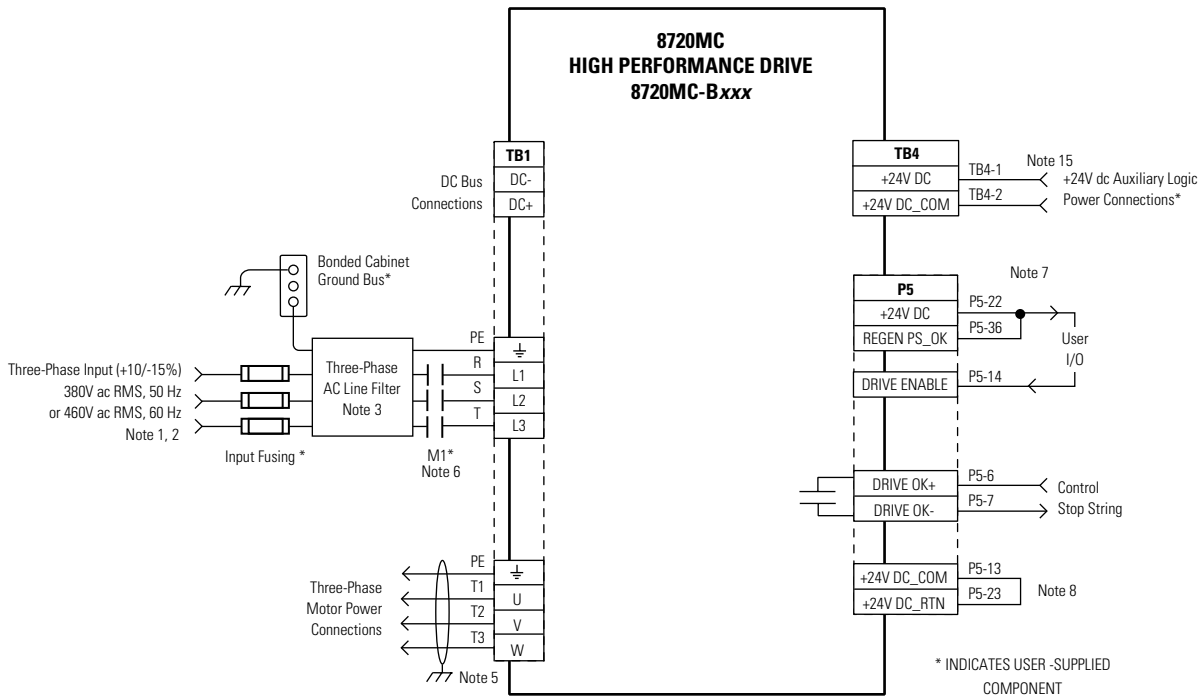 8720MC
HIGH PERFORMANCE DRIVE
8720MC-Bxxx
TB1
DC-
DC+
DC Bus
Connections
Bonded Cabinet
Ground Bus*
PE
R
L1
S
L2
T
L3
Three-Phase Input (+10/-15%)
380V ac RMS, 50 Hz
or 460V ac RMS, 60 Hz
Note 1, 2
Three-Phase
AC Line Filter
Note 3
Input Fusing *
M1*
Note 6
PE
T1
U
T2
V
T3
W
Three-Phase
Motor Power
Connections
Note 5
TB4
+24V DC
TB4-1
+24V DC_COM
TB4-2
Note 15
+24V dc Auxiliary Logic
Power Connections*
P5
Note 7
+24V DC
P5-22
REGEN PS_OK
P5-36
User
I/O
DRIVE ENABLE
P5-14
DRIVE OK+
P5-6
DRIVE OK-
P5-7
Control
Stop String
+24V DC_COM
P5-13
+24V DC_RTN
P5-23
Note 8
* INDICATES USER -SUPPLIED
COMPONENT